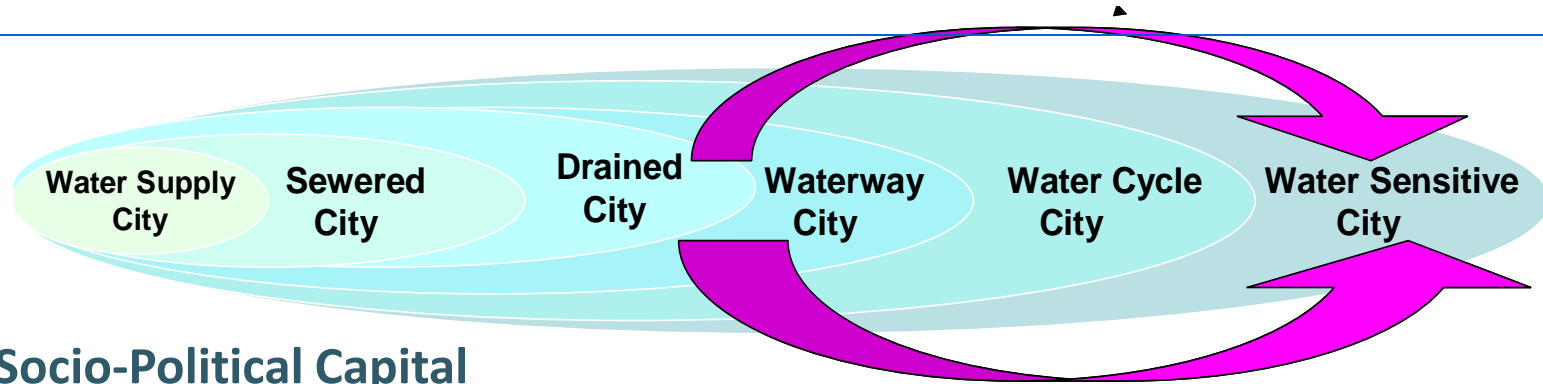 Water Supply
City
Sewered
City
Drained
City
Waterway
City
Water Cycle
City
Water Sensitive
City
Socio-Political Capital